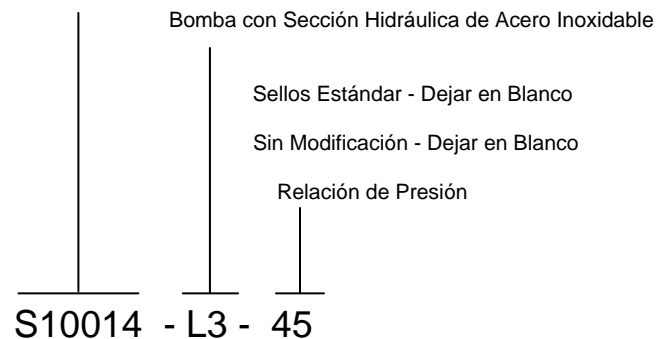 Bomba con Sección Hidráulica de Acero Inoxidable
Sellos Estándar - Dejar en Blanco
Sin Modificación - Dejar en Blanco
Relación de Presión
S10014 - L3 - 45